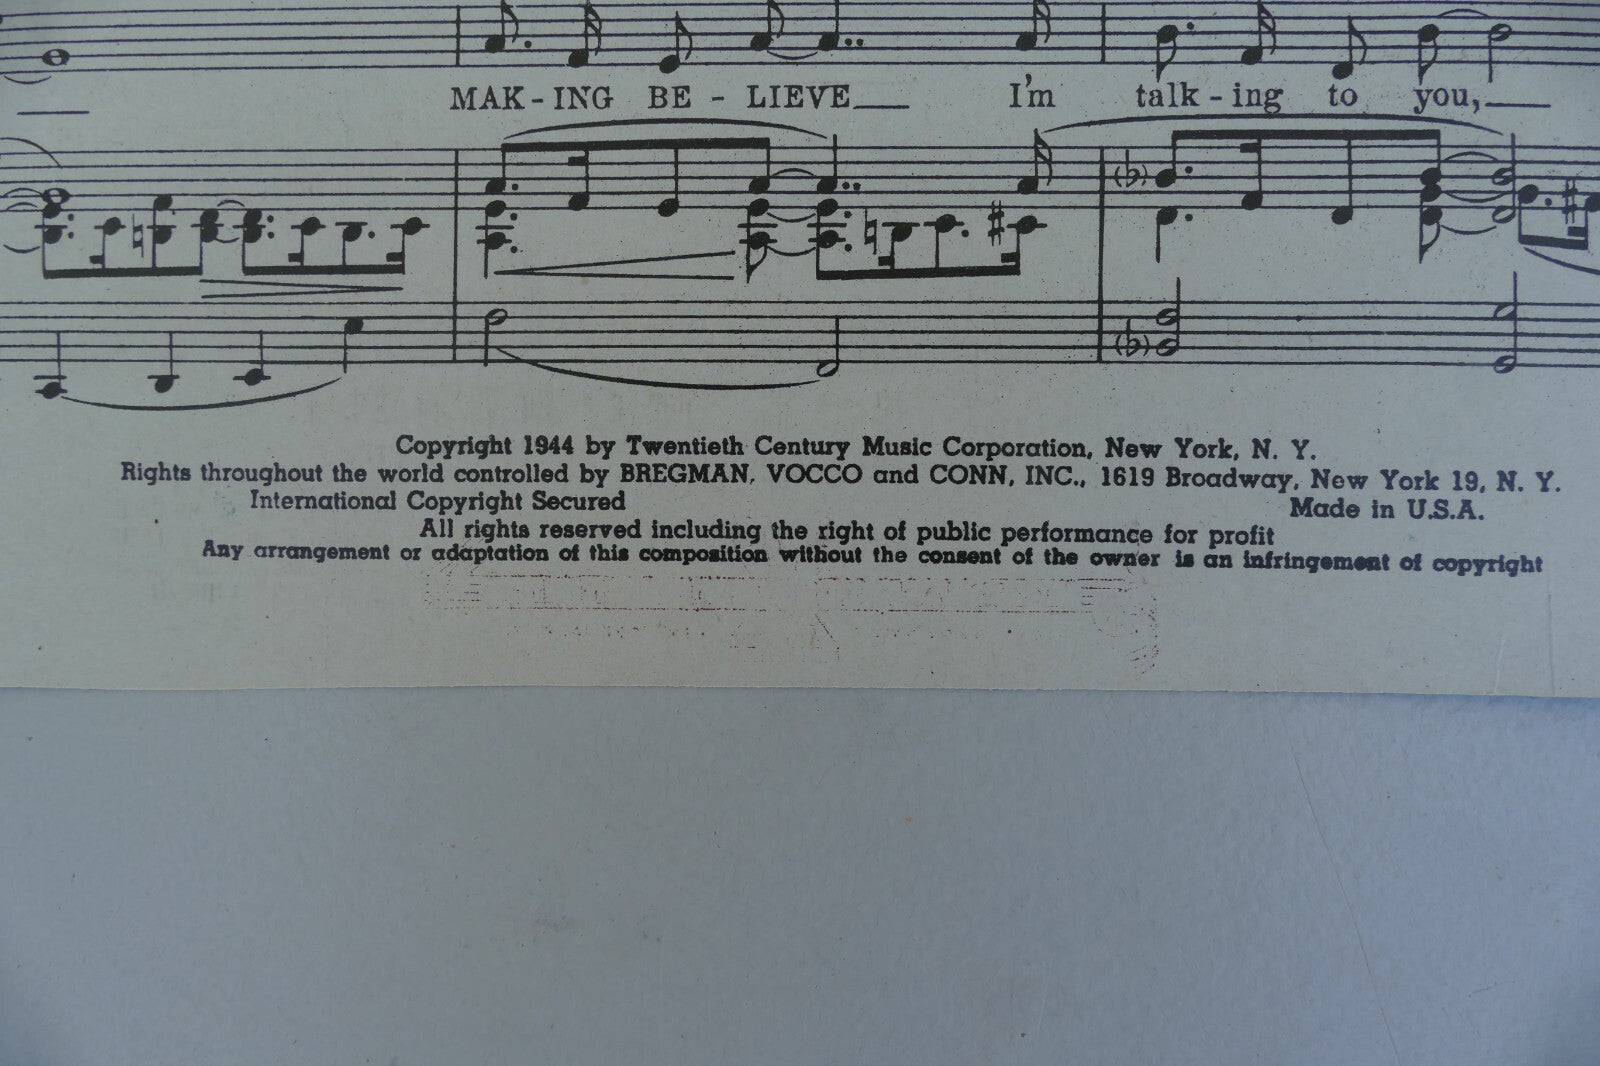 MAK - ING BE - LIEVE I'm talk - ing to you,
Copyright 1944 by Twentieth Century Music Corporation, New York, N. Y.
Rights throughout the world controlled by BREGMAN, VOCCO and CONN, INC., 1619 Broadway, New York 19, N. Y.
International Copyright Secured Made in U.S.A.
All rights reserved including the right of public performance for profit
Any arrangement or adaptation of this composition without the consent of the owner is an infringement of copyright